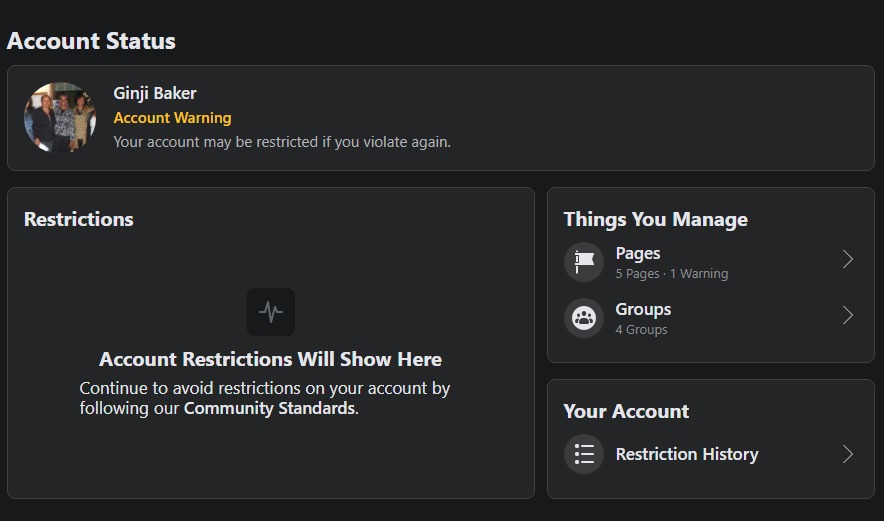 Account Status
Ginji Baker
Account Warning
Your account may be restricted if you violate again.
Restrictions
Account Restrictions Will Show Here
Continue to avoid restrictions on your account by
following our Community Standards.
Things You Manage
Pages
5 Pages · 1 Warning
Groups
4 Groups
Your Account
Restriction History